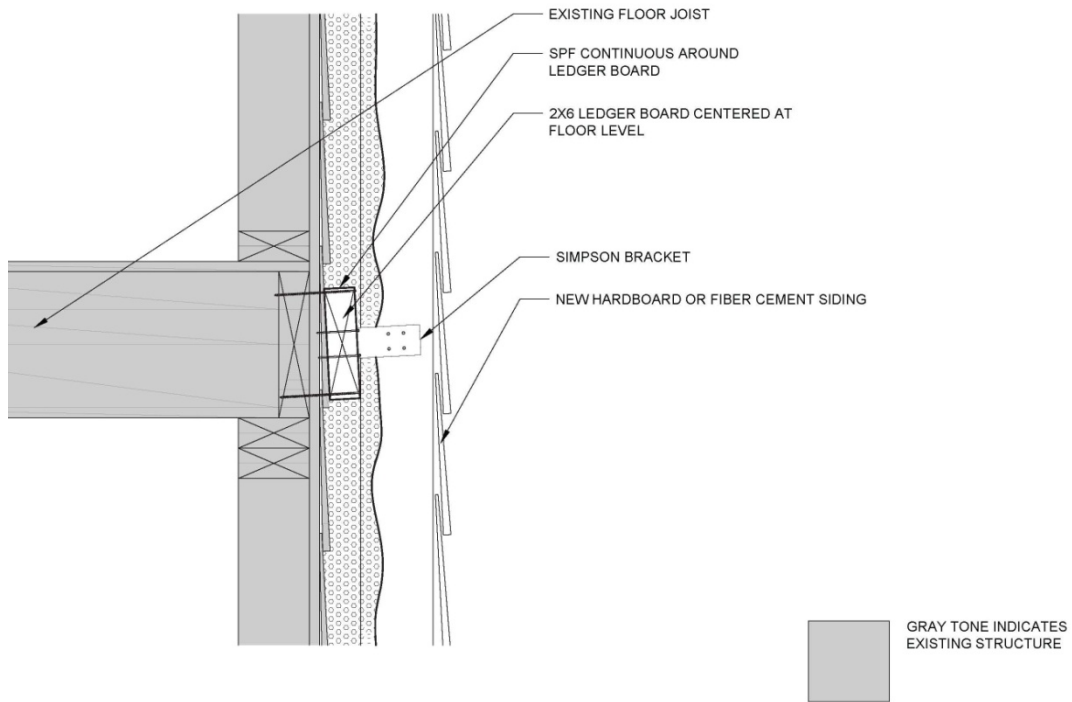 EXISTING FLOOR JOIST
SPF CONTINUOUS AROUND
LEDGER BOARD
2X6 LEDGER BOARD CENTERED AT
FLOOR LEVEL
SIMPSON BRACKET
NEW HARDBOARD OR FIBER CEMENT SIDING
GRAY TONE INDICATES
EXISTING STRUCTURE